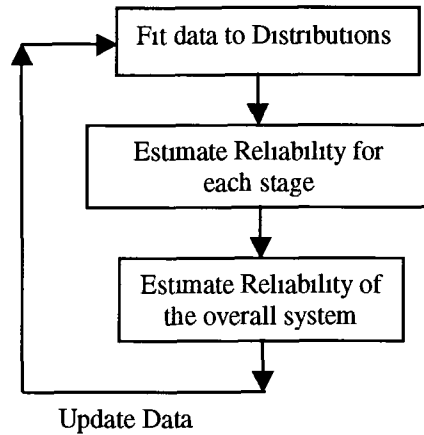 Fit data to Distributions
Estimate Reliability for
each stage
Estimate Reliability of
the overall system
Update Data